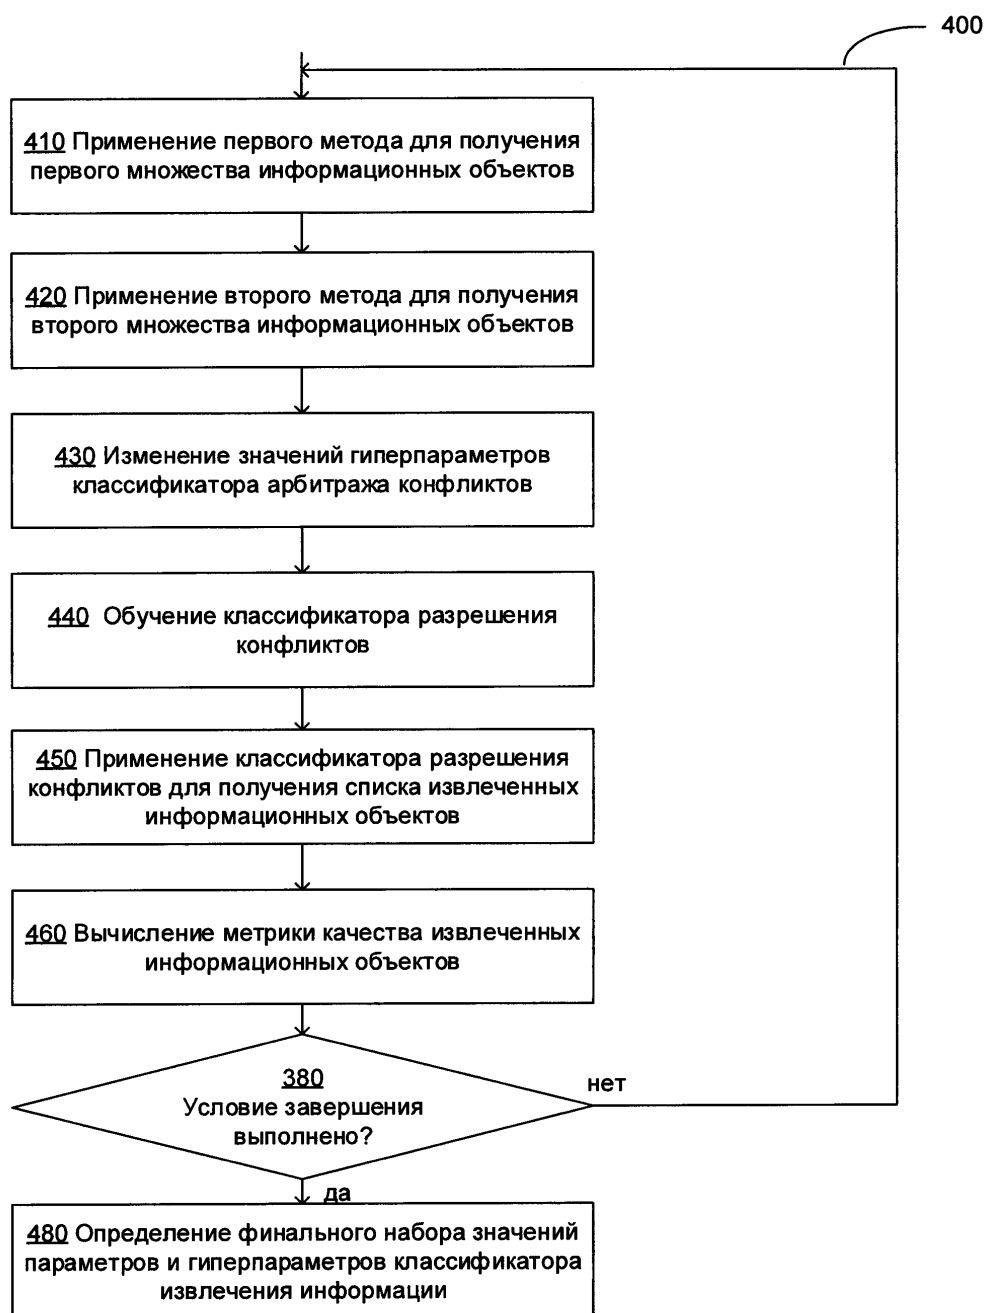 400
410 Применение первого метода для получения
первого множества информационных объектов
420 Применение второго метода для получения
второго множества информационных объектов
430 Изменение значений гиперпараметров
классификатора арбитража конфликтов
440 Обучение классификатора разрешения
конфликтов
450 Применение классификатора разрешения
конфликтов для получения списка извлеченных
информационных объектов
460 Вычисление метрики качества извлеченных
информационных объектов
380
Условие завершения
выполнено?
нет
да
480 Определение финального набора значений
параметров и гиперпараметров классификатора
извлечения информации